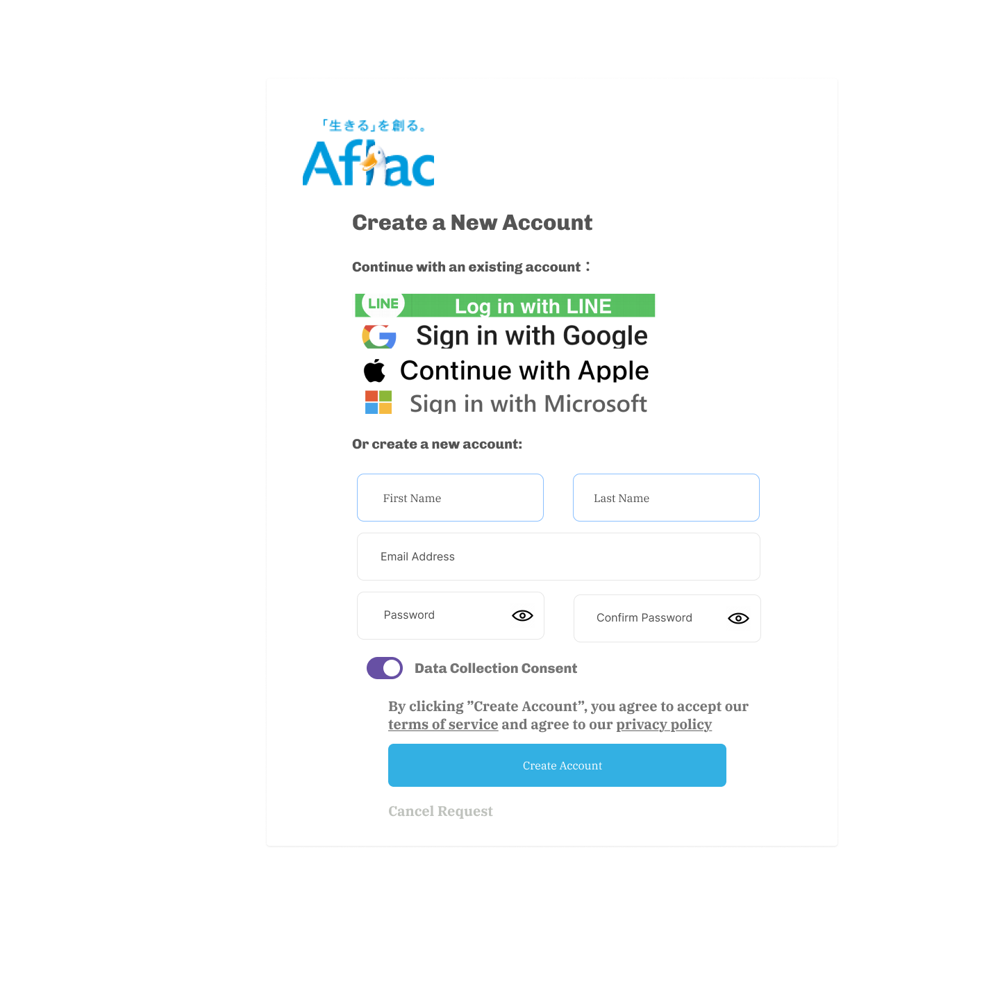 「生きる」を創る。
Aflac
Create a New Account
Continue with an existing account：
LINE Log in with LINE
Sign in with Google
Continue with Apple
Sign in with Microsoft
Or create a new account:
First Name Last Name
Email Address
Password Confirm Password
Data Collection Consent
By clicking ”Create Account”, you agree to accept our
terms of service and agree to our privacy policy
Create Account
Cancel Request